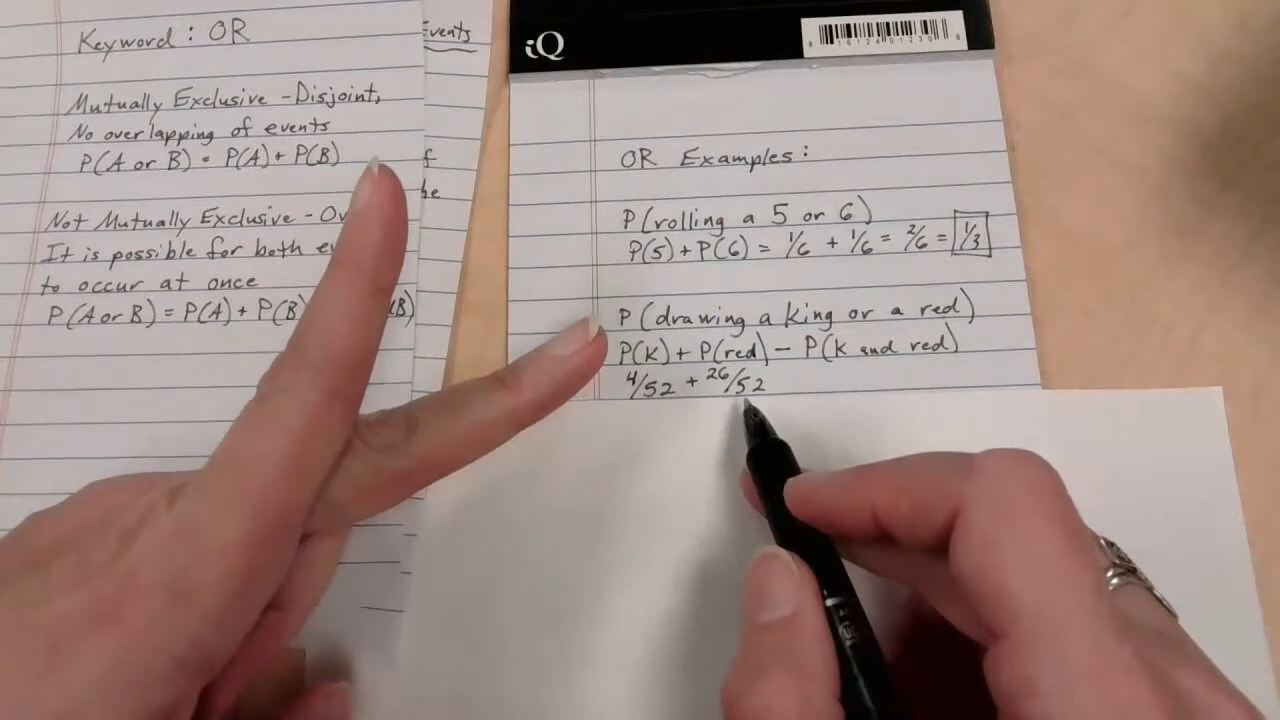 Keyword: OR
Mutually Exclusive - Disjoint,
No overlapping of events
P(A or B) = P(A) + P(B)
Not Mutually Exclusive - Ov
It is possible for both e
to occur at once
P(A or B) = P(A) + P(B) (B)
Events
f
be
iQ
OR Examples:
P(rolling a 5 or 6)
P(5) + P(6) = 1/6 + 1/6 = 2/6 = 1/3
P(drawing a king or a red)
P(K) + P(red) - P(K and red)
4/52 + 26/52